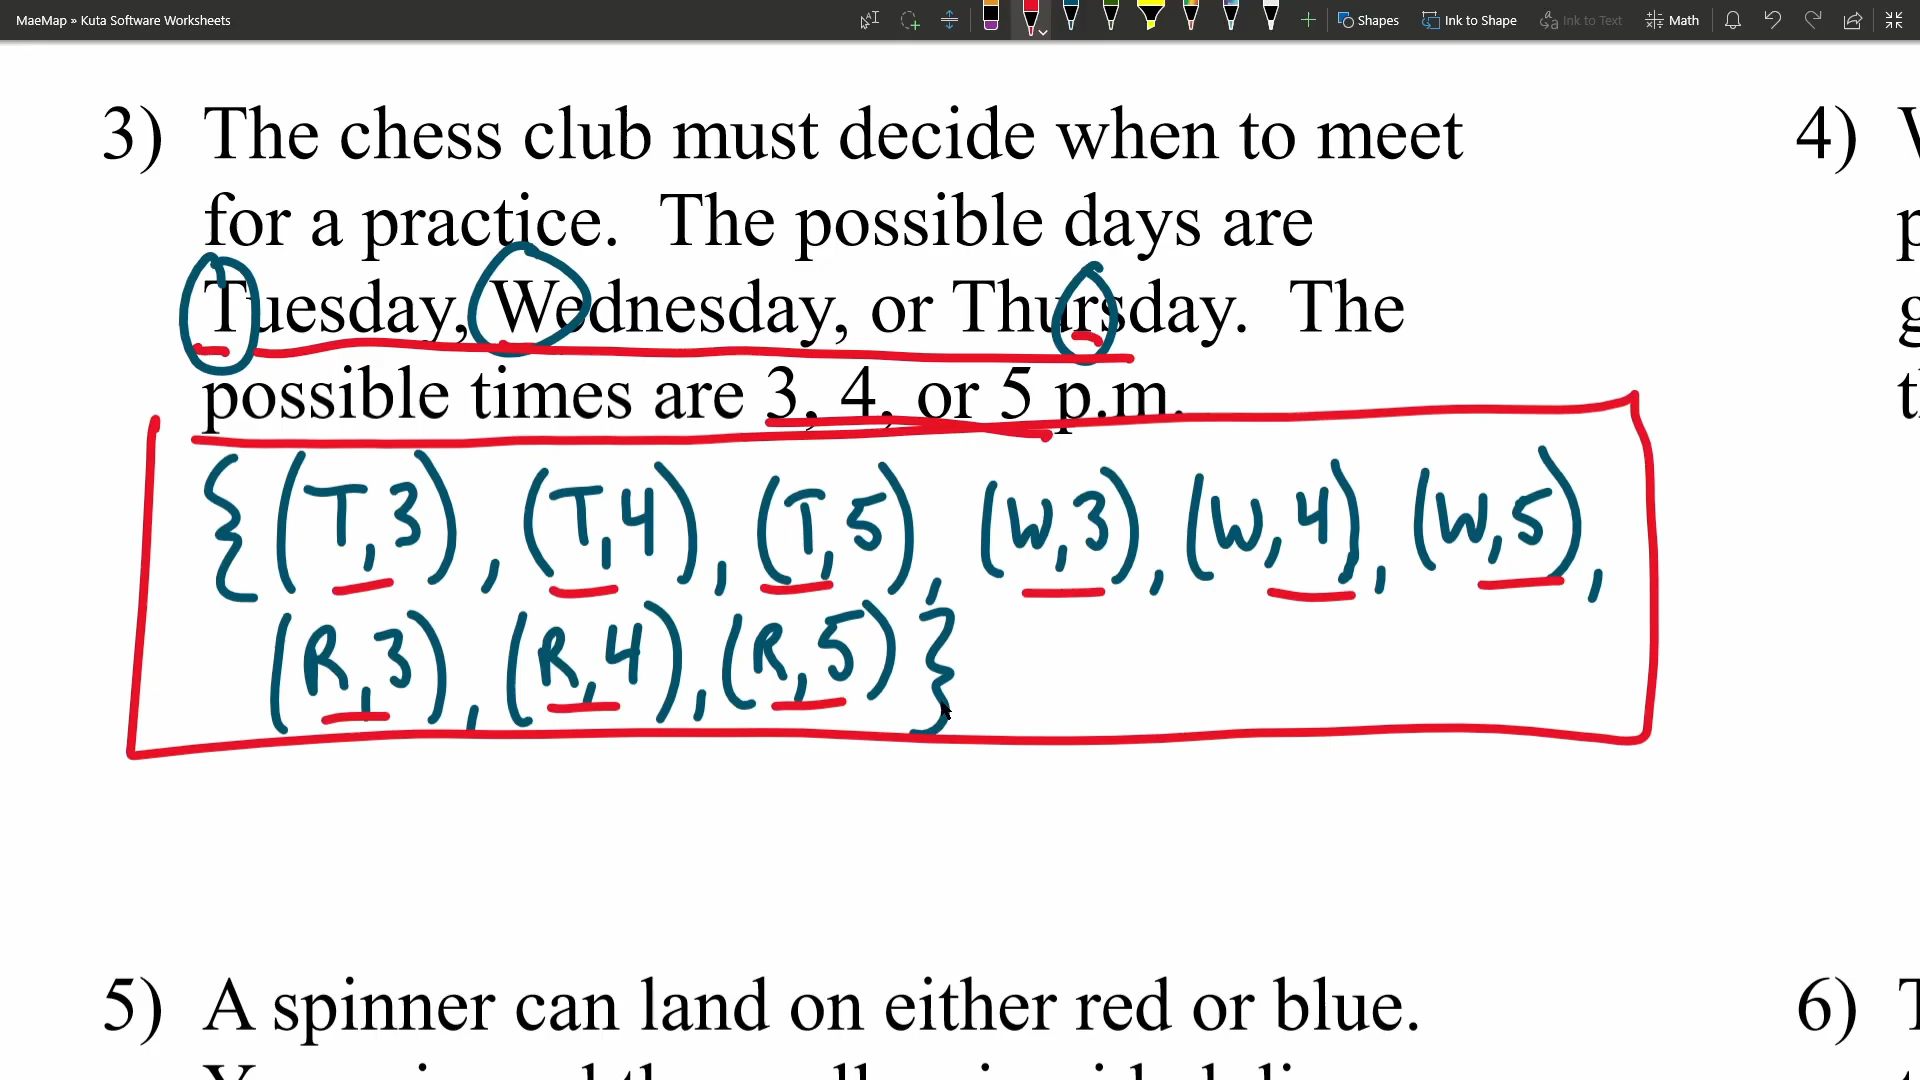 MaeMap » Kuta Software Worksheets
Shapes Ink to Shape Ink to Text Math
3) The chess club must decide when to meet
for a practice. The possible days are
Tuesday, Wednesday, or Thursday. The
possible times are 3, 4, or 5 p.m.
{(T,3), (T,4), (T,5), (W,3), (W,4), (W,5),
(R,3), (R,4), (R,5)}
4)
5) A spinner can land on either red or blue.
6)